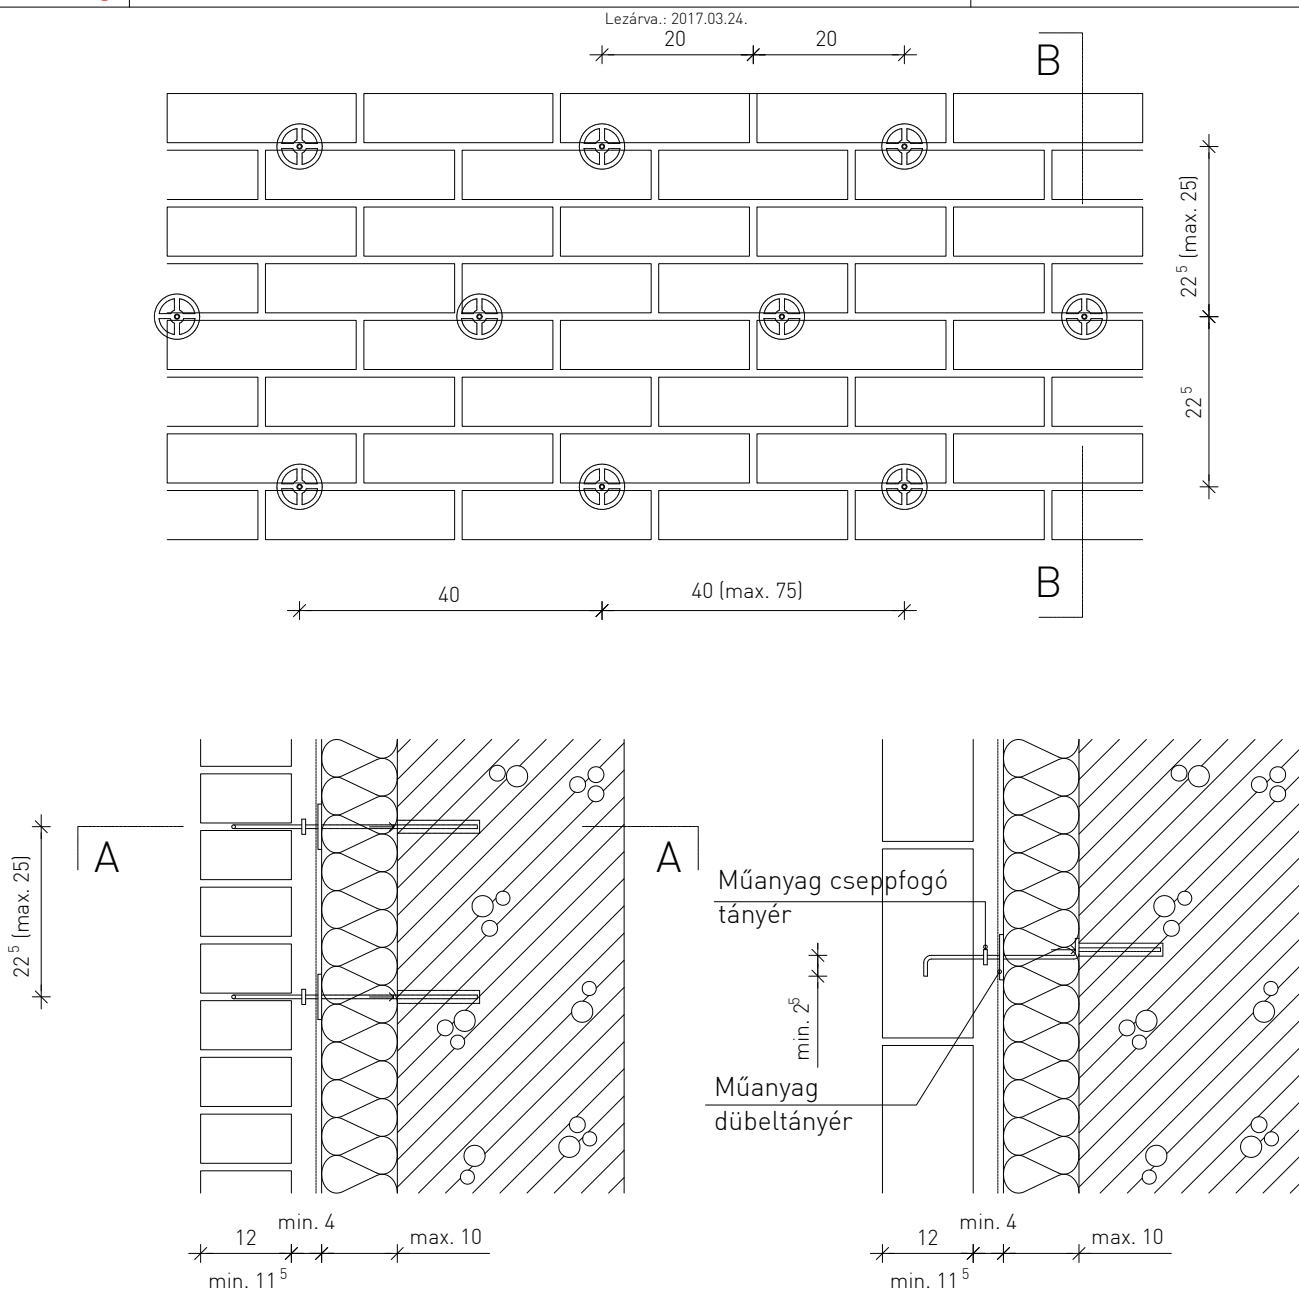 Lezárva.: 2017.03.24.
20
20
B
22⁵ (max. 25)
22⁵
B
40
40 (max. 75)
A
A
22⁵ (max. 25)
Műanyag cseppfogó
tányér
min. 2⁵
Műanyag
dübeltányér
12
min. 4
max. 10
min. 11⁵
12
min. 4
max. 10
min. 11⁵